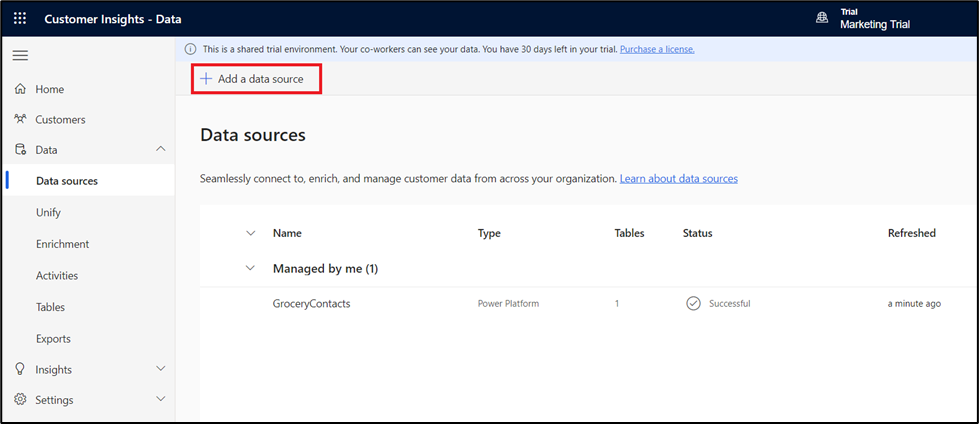 Customer Insights - Data
Trial
Marketing Trial
This is a shared trial environment. Your co-workers can see your data. You have 30 days left in your trial. Purchase a license.
Add a data source
Home
Customers
Data
Data sources
Unify
Enrichment
Activities
Tables
Exports
Insights
Settings
Data sources
Seamlessly connect to, enrich, and manage customer data from across your organization. Learn about data sources
Name Type Tables Status Refreshed
Managed by me (1)
GroceryContacts Power Platform 1 Successful a minute ago